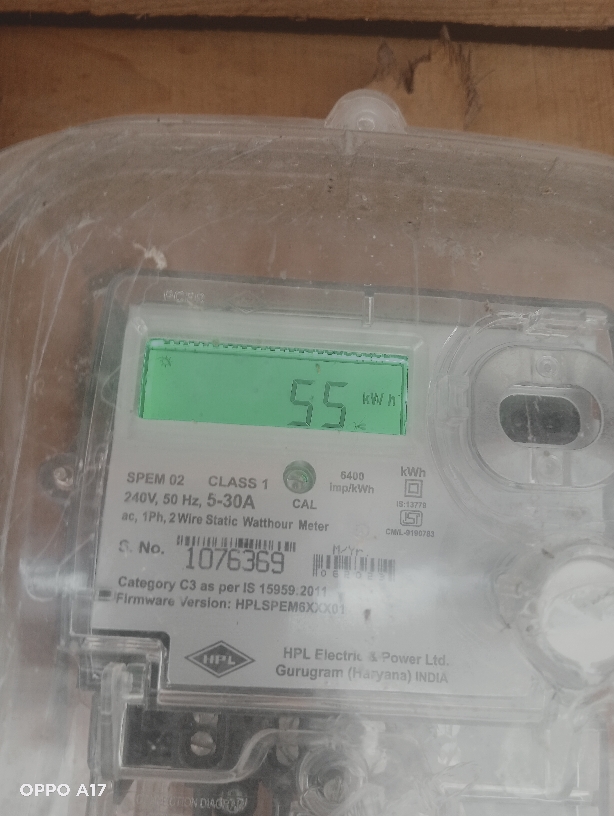 55 kWh
SPEM 02 CLASS 1
240V, 50 Hz, 5-30A
CAL
6400
imp/kWh
kWh
IS:13779
ac, 1Ph, 2 Wire Static Watthour Meter
S. No.
1076369
M/Yr.
Category C3 as per IS 15959.2011
Firmware Version: HPLSPEM6XXX01
HPL
HPL Electric & Power Ltd.
Gurugram (Haryana) INDIA
OPPO A17